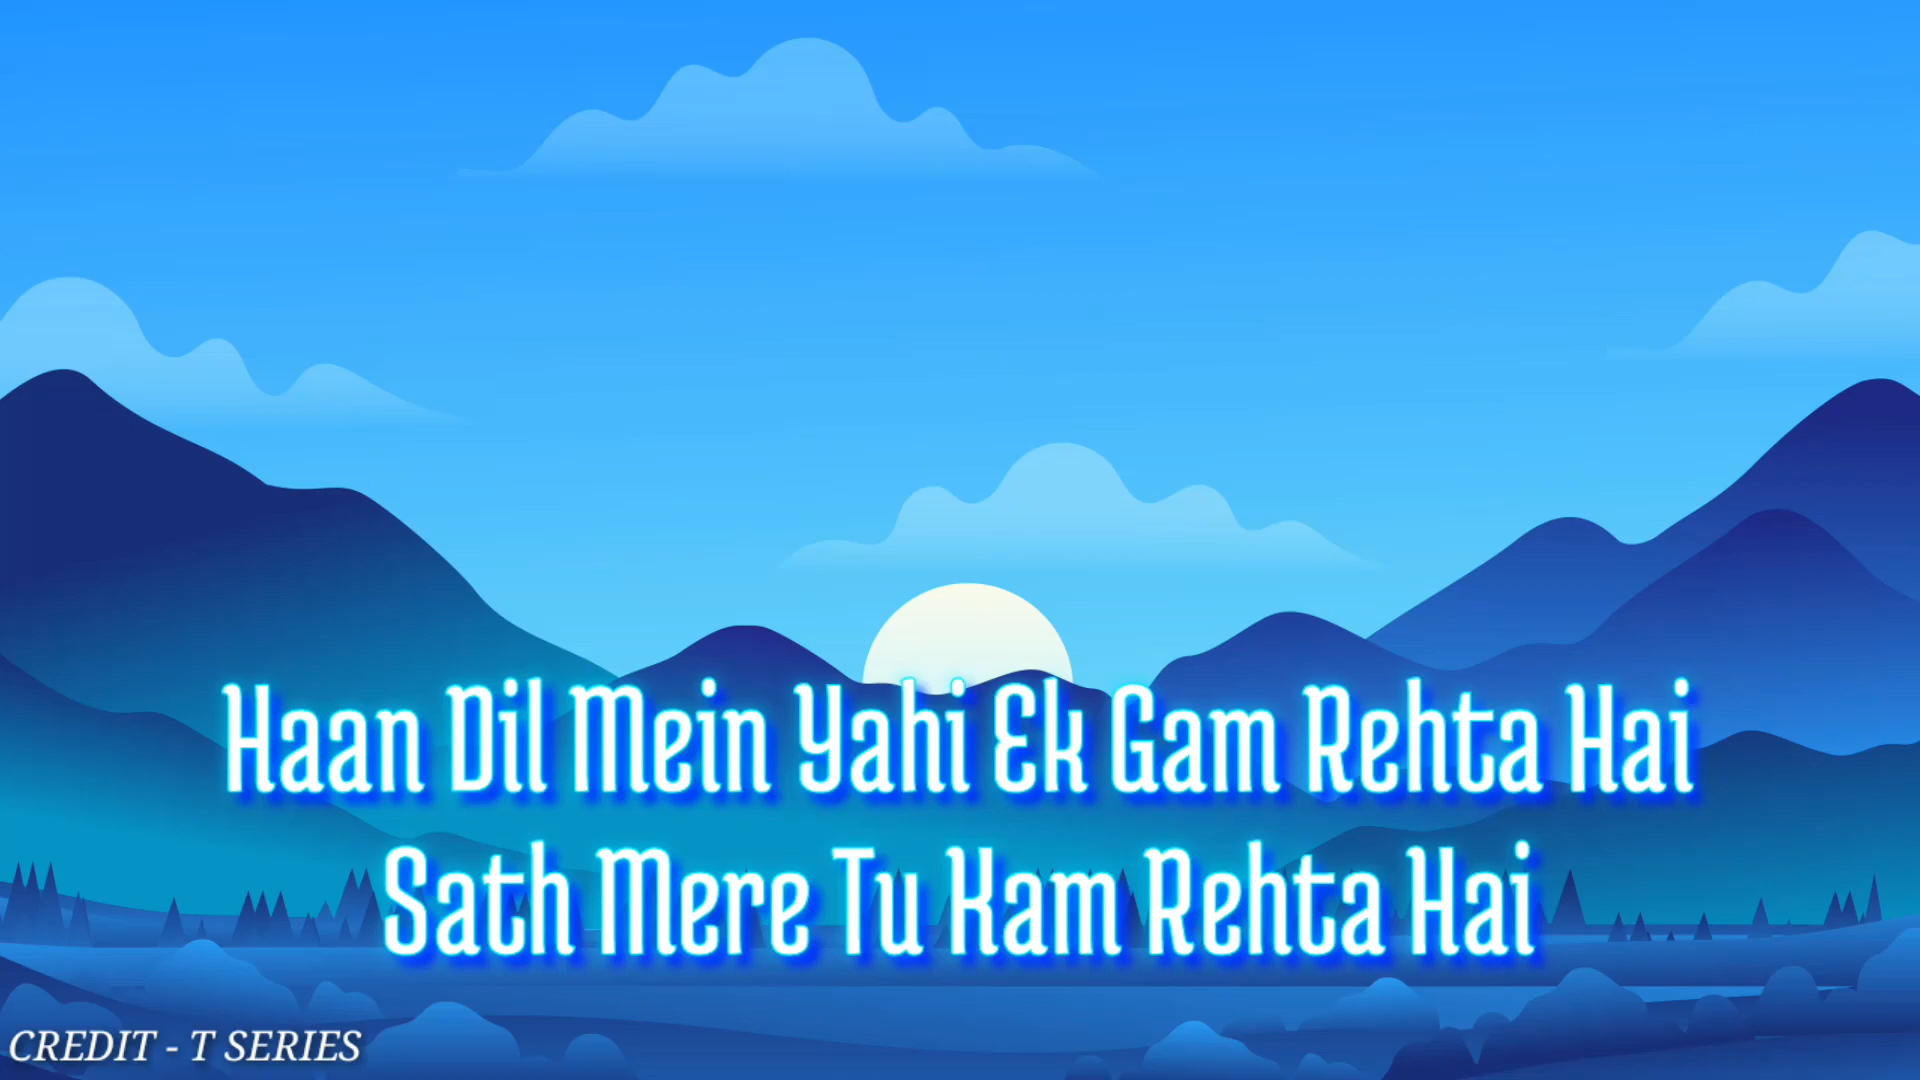 Haan Dil Mein Yahi Ek Gam Rehta Hai
Sath Mere Tu Kam Rehta Hai
CREDIT - T SERIES